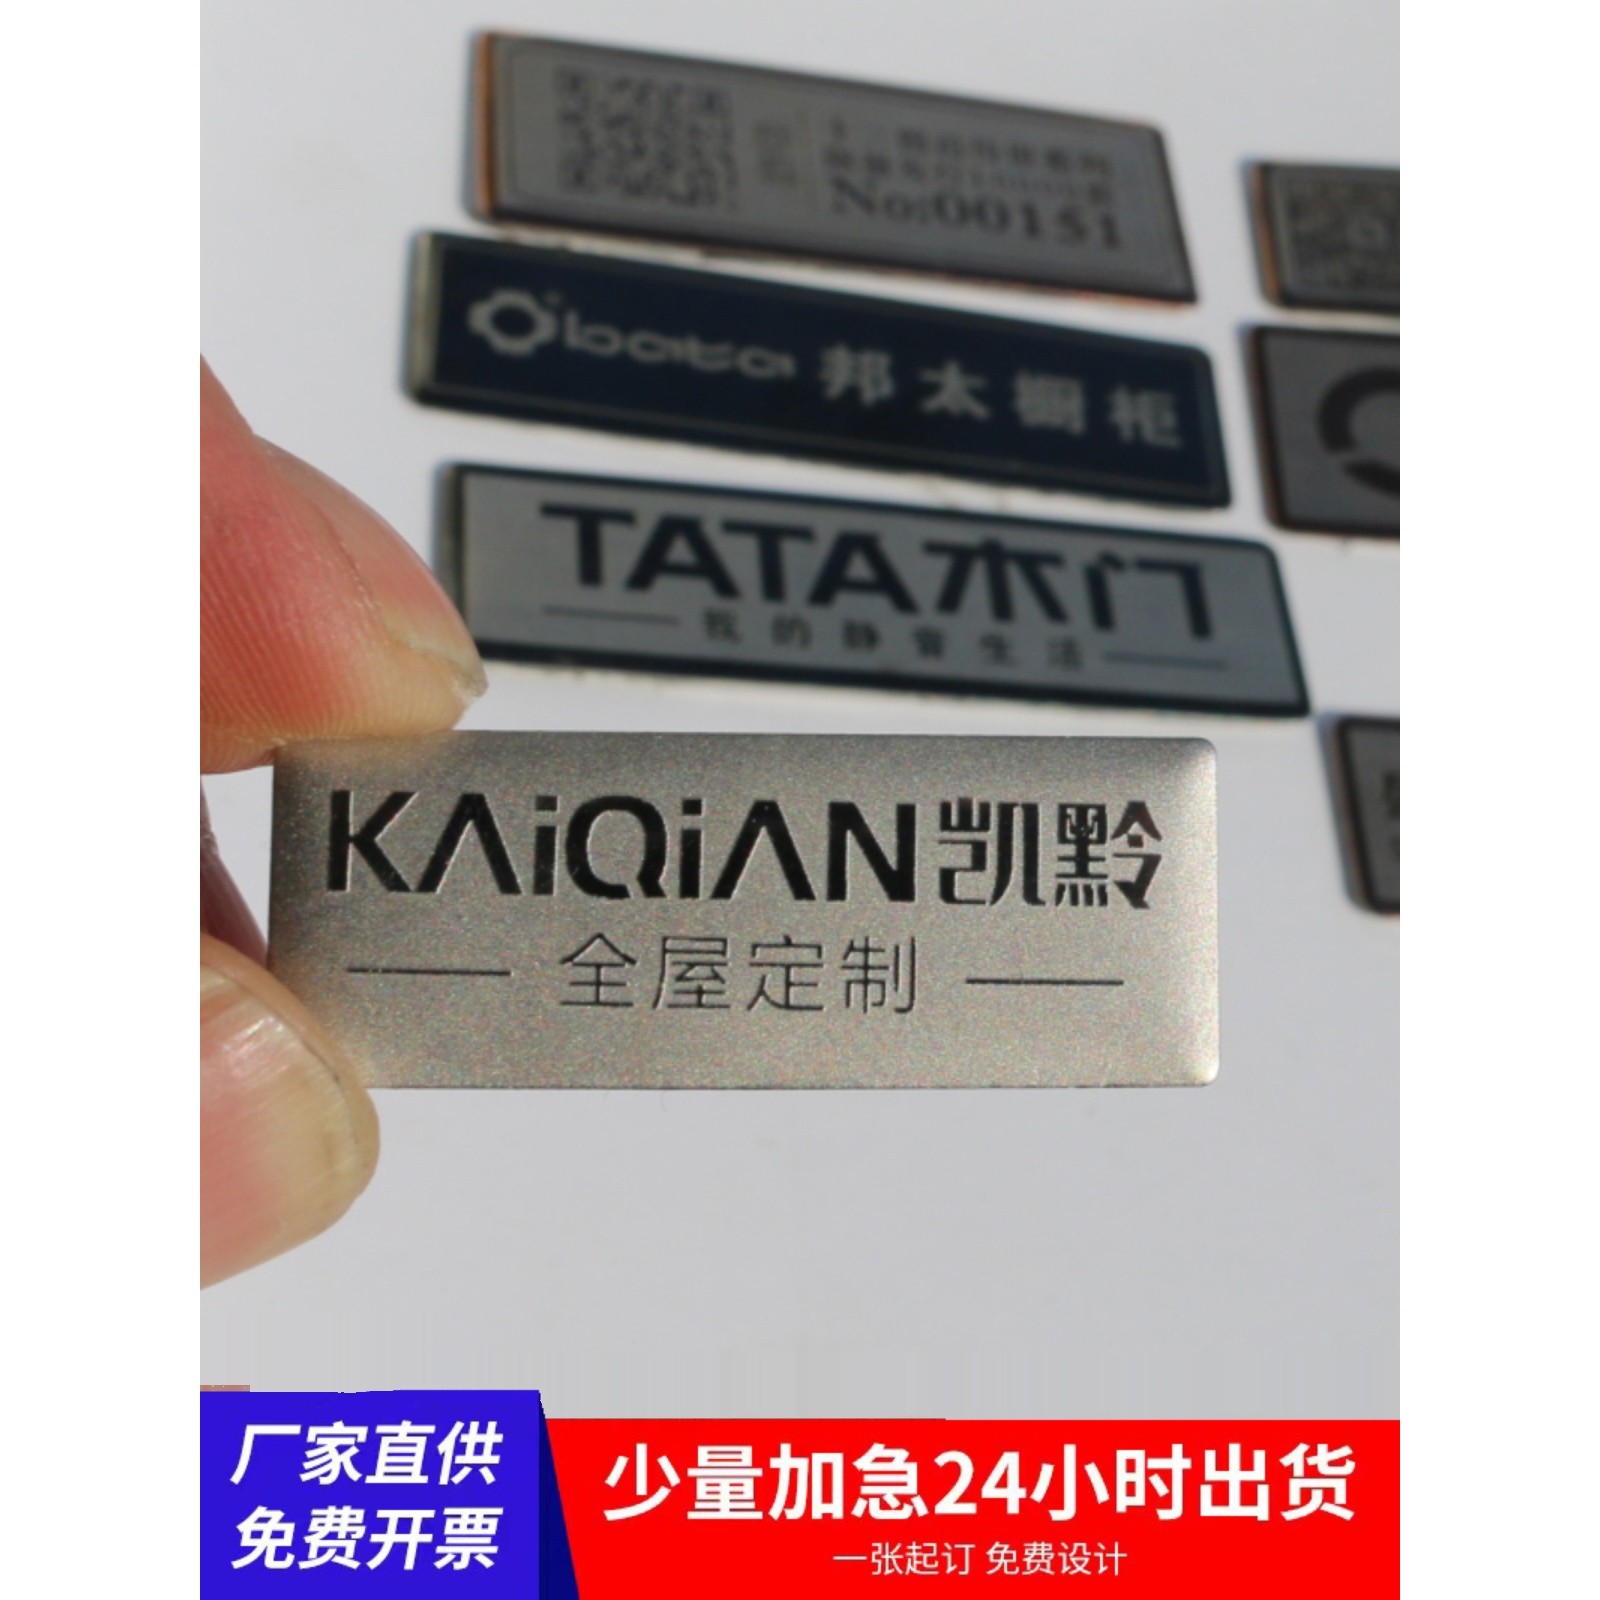 No:00151
bata 邦太橱柜
TATA木门
我的静音生活
KAiQiAN凯黔
全屋定制
厂家直供
免费开票
少量加急24小时出货
一张起订 免费设计